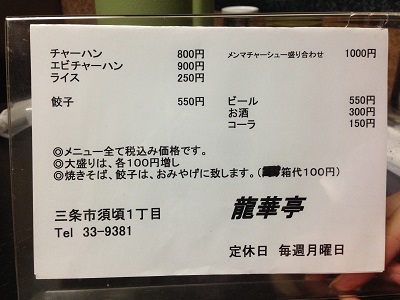 チャーハン 800円 メンマチャーシュー盛り合わせ 1000円
エビチャーハン 900円
ライス 250円
餃子 550円 ビール 550円
お酒 300円
コーラ 150円
◎メニュー全て税込み価格です。
◎大盛りは、各100円増し
◎焼きそば、餃子は、おみやげに致します。(箱代100円)
三条市須頃1丁目 龍華亭
Tel 33-9381
定休日 毎週月曜日